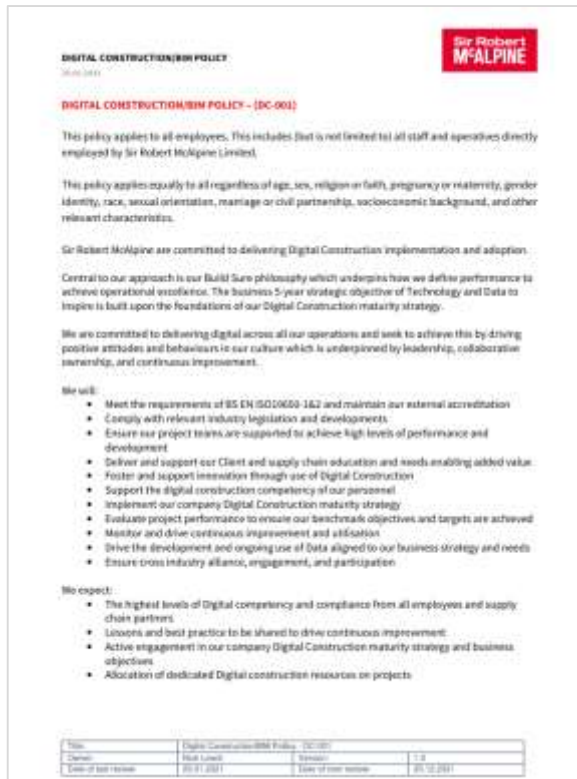 Sir Robert
McALPINE
DIGITAL CONSTRUCTION/BIM POLICY
DIGITAL CONSTRUCTION/BIM POLICY – (DC-001)
This policy applies to all employees. This includes (but is not limited to) all staff and operatives directly
employed by Sir Robert McAlpine Limited.
This policy applies equally to all regardless of age, sex, religion or faith, pregnancy or maternity, gender
identity, race, sexual orientation, marriage or civil partnership, socioeconomic background, and other
relevant characteristics.
Sir Robert McAlpine are committed to delivering Digital Construction implementation and adoption.
Central to our approach is our Build Sure philosophy which underpins how we define performance to
achieve operational excellence. The business 5-year strategic objective of Technology and Data to
Inspire is built upon the foundations of our Digital Construction maturity strategy.
We are committed to delivering digital across all our operations and seek to achieve this by driving
positive attitudes and behaviours in our culture which is underpinned by leadership, collaborative
ownership, and continuous improvement.
We will:
• Meet the requirements of BS EN ISO19650-1&2 and maintain our external accreditation
• Comply with relevant industry legislation and developments
• Ensure our project teams are supported to achieve high levels of performance and
development
• Deliver and support our Client and supply chain education and needs enabling added value
• Foster and support innovation through use of Digital Construction
• Support the digital construction competency of our personnel
• Implement our company Digital Construction maturity strategy
• Evaluate project performance to ensure our benchmark objectives and targets are achieved
• Monitor and drive continuous improvement and utilisation
• Drive the development and ongoing use of Data aligned to our business strategy and needs
• Ensure cross industry alliance, engagement, and participation
We expect:
• The highest levels of Digital competency and compliance from all employees and supply
chain partners
• Lessons and best practice to be shared to drive continuous improvement
• Active engagement in our company Digital Construction maturity strategy and business
objectives
• Allocation of dedicated Digital construction resources on projects
Title: Digital Construction/BIM Policy - DC-001
Owner: Version: 1.0
Date of last review: Date of next review: